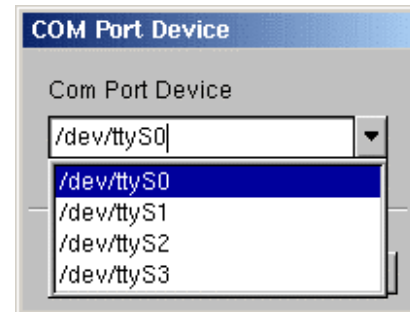 COM Port Device
Com Port Device
/dev/ttyS0
/dev/ttyS0
/dev/ttyS1
/dev/ttyS2
/dev/ttyS3